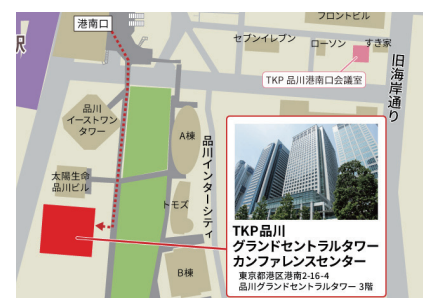 フロントビル
港南口
駅
セブンイレブン
ローソン
すき家
旧海岸通り
TKP 品川港南口会議室
品川
イーストワン
タワー
A棟
品川インターシティ
太陽生命
品川ビル
トモズ
B棟
TKP品川
グランドセントラルタワー
カンファレンスセンター
東京都港区港南2-16-4
品川グランドセントラルタワー 3階